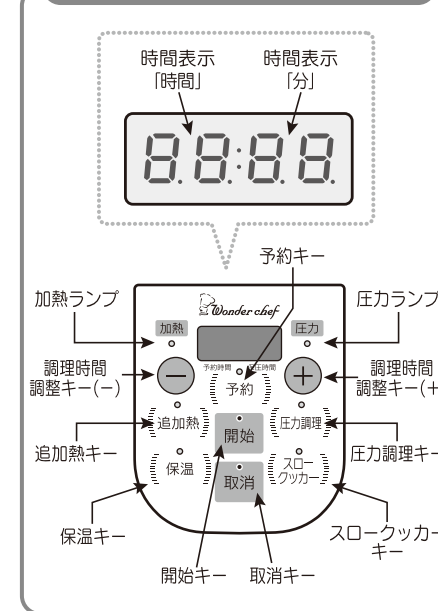 時間表示
「時間」
時間表示
「分」
88:88
予約キー
加熱ランプ
圧力ランプ
Wonder chef
加熱
圧力
予約時間
調理時間
調整キー(−)
調理時間
調整キー(+
予約
追加熱
開始
圧力調理
追加熱キー
圧力調理キー
保温
取消
スロー
クッカー
保温キー
スロークッカー
キー
開始キー
取消キー